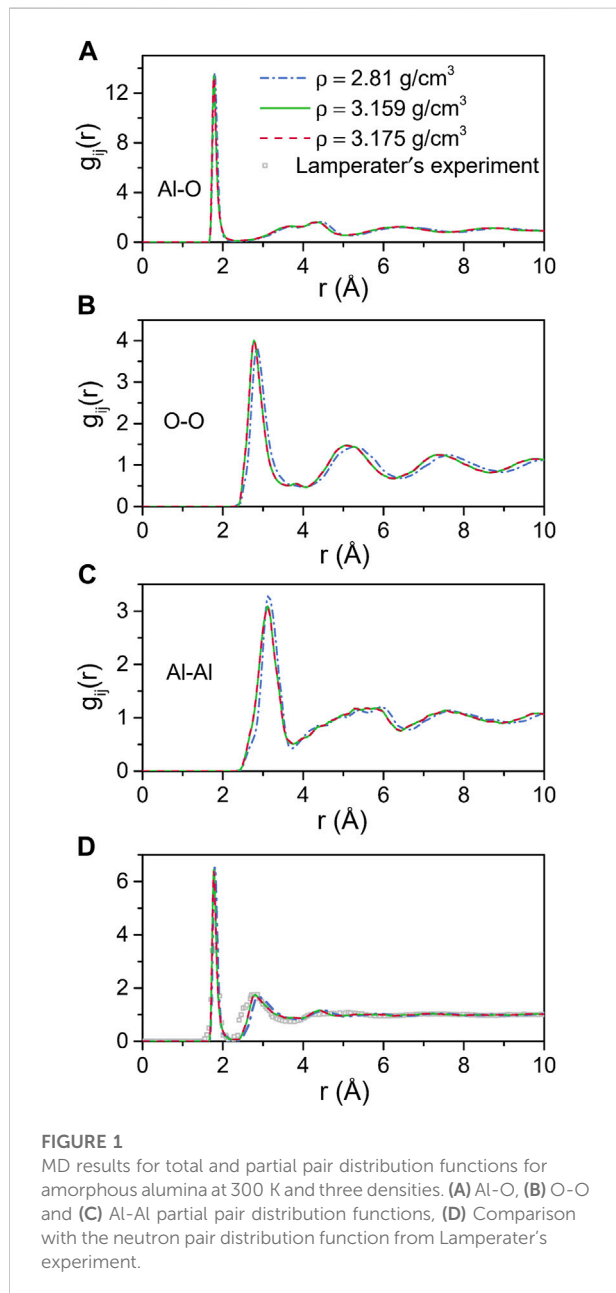 A
12
8
4
0
g_ij(r)
Al-O
ρ = 2.81 g/cm³
ρ = 3.159 g/cm³
ρ = 3.175 g/cm³
Lamperater′s experiment
0 2 4 6 8 10
r (Å)
B
4
3
2
1
0
g_ij(r)
O-O
0 2 4 6 8 10
r (Å)
C
3
2
1
0
g_ij(r)
Al-Al
0 2 4 6 8 10
r (Å)
D
6
4
2
0
0 2 4 6 8 10
r (Å)
FIGURE 1
MD results for total and partial pair distribution functions for
amorphous alumina at 300 K and three densities. (A) Al-O, (B) O-O
and (C) Al-Al partial pair distribution functions, (D) Comparison
with the neutron pair distribution function from Lamperater's
experiment.